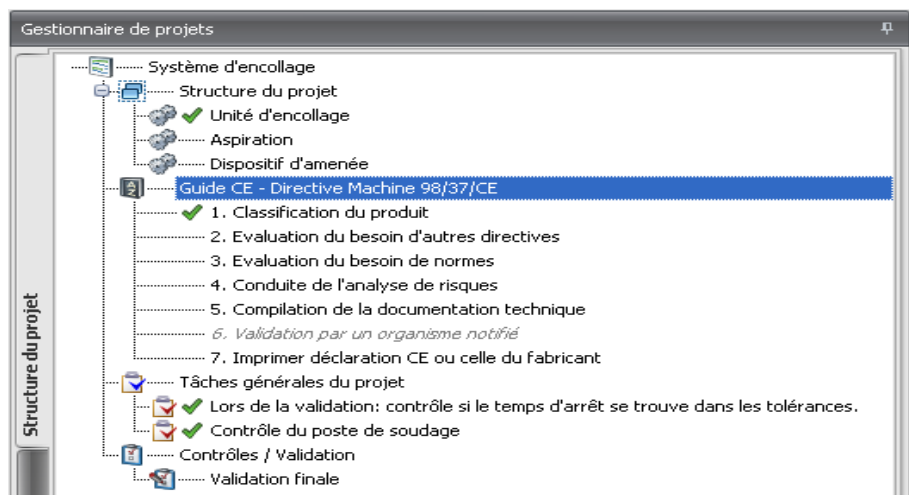 Gestionnaire de projets
Système d'encollage
Structure du projet
Unité d'encollage
Aspiration
Dispositif d'amenée
Guide CE - Directive Machine 98/37/CE
1. Classification du produit
2. Evaluation du besoin d'autres directives
3. Evaluation du besoin de normes
4. Conduite de l'analyse de risques
5. Compilation de la documentation technique
6. Validation par un organisme notifié
7. Imprimer déclaration CE ou celle du fabricant
Tâches générales du projet
Lors de la validation: contrôle si le temps d'arrêt se trouve dans les tolérances.
Contrôle du poste de soudage
Contrôles / Validation
Validation finale
Structure du projet